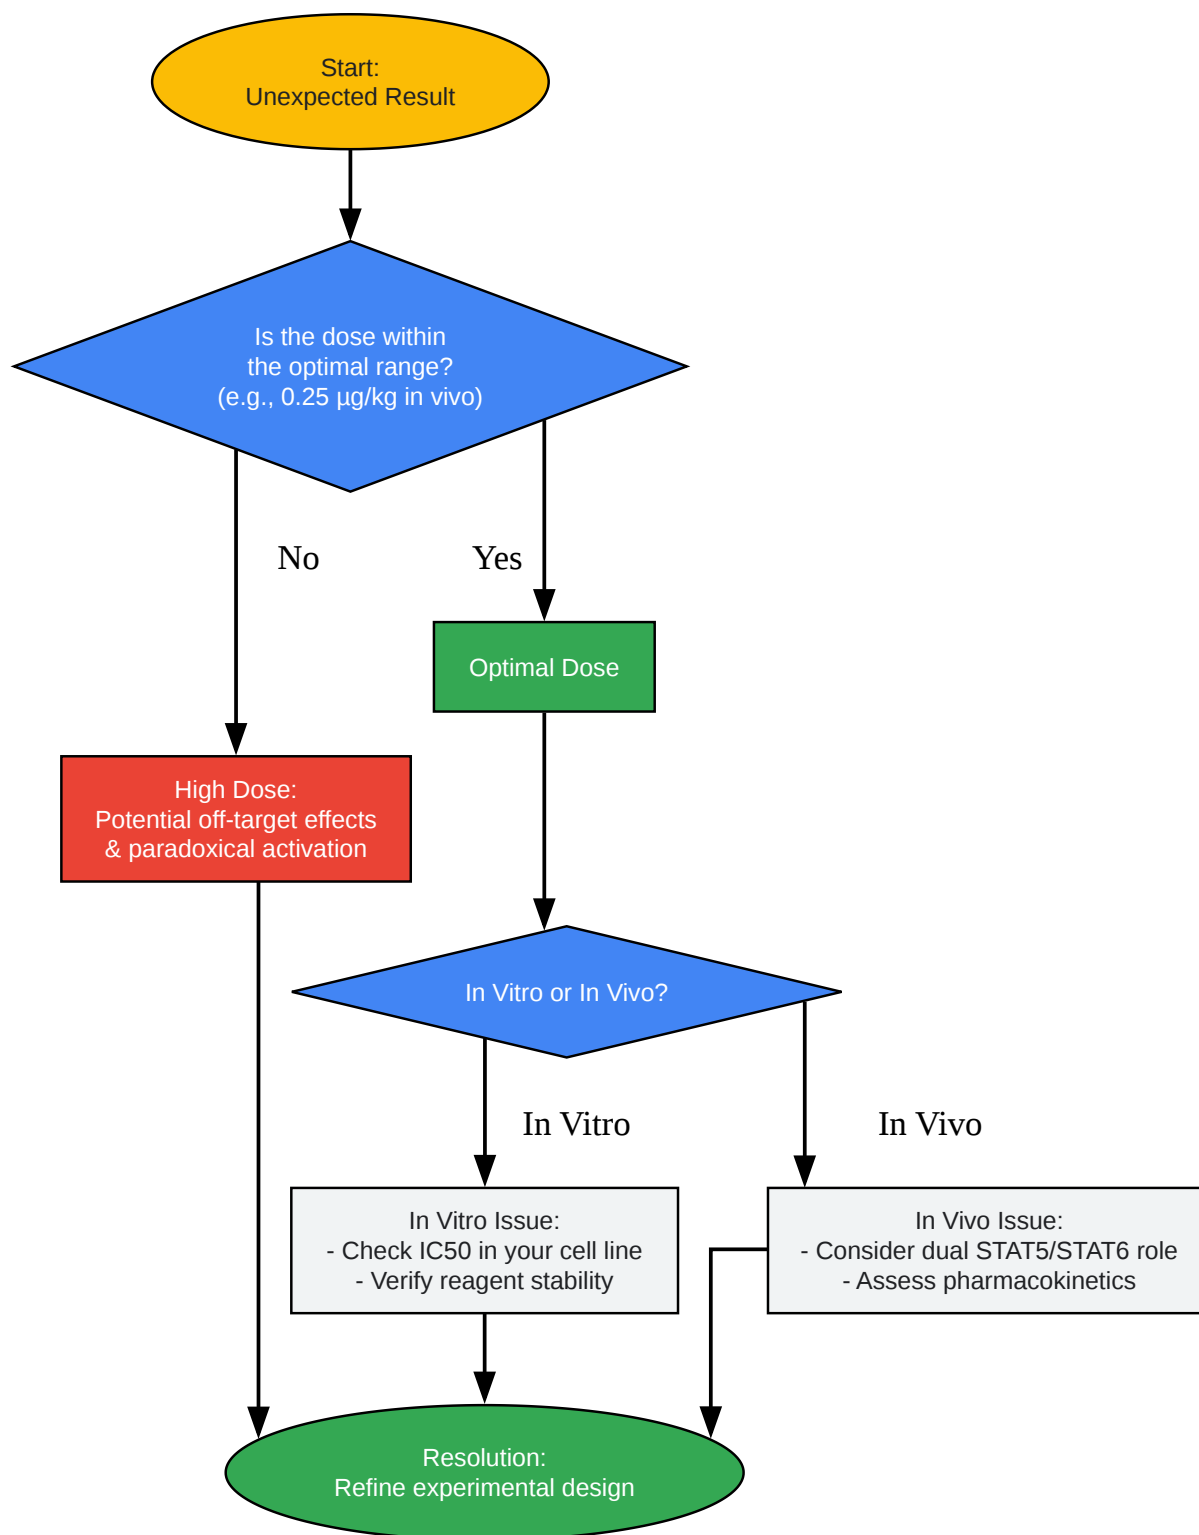 Start:
Unexpected Result
Is the dose within
the optimal range?
(e.g., 0.25 µg/kg in vivo)
No
Yes
Optimal Dose
High Dose:
Potential off-target effects
& paradoxical activation
In Vitro or In Vivo?
In Vitro
In Vivo
In Vitro Issue:
- Check IC50 in your cell line
- Verify reagent stability
In Vivo Issue:
- Consider dual STAT5/STAT6 role
- Assess pharmacokinetics
Resolution:
Refine experimental design